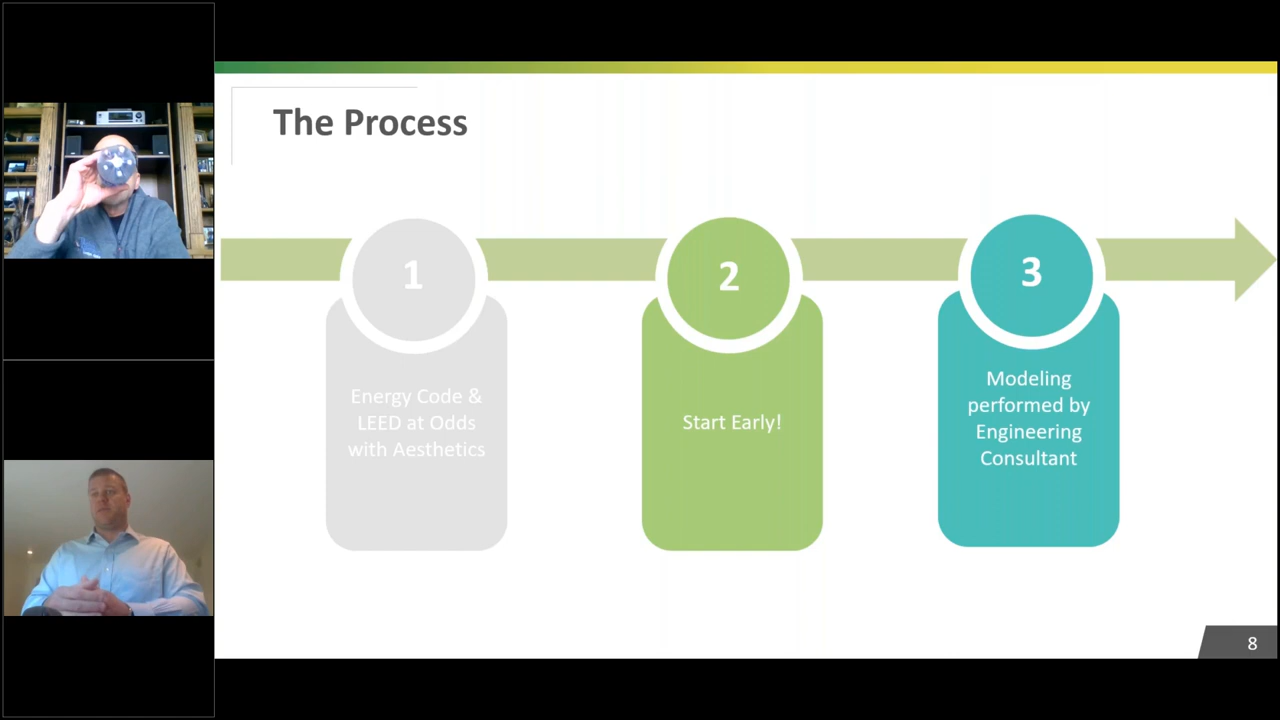 The Process
1
Energy Code &
LEED at Odds
with Aesthetics
2
Start Early!
3
Modeling
performed by
Engineering
Consultant
8